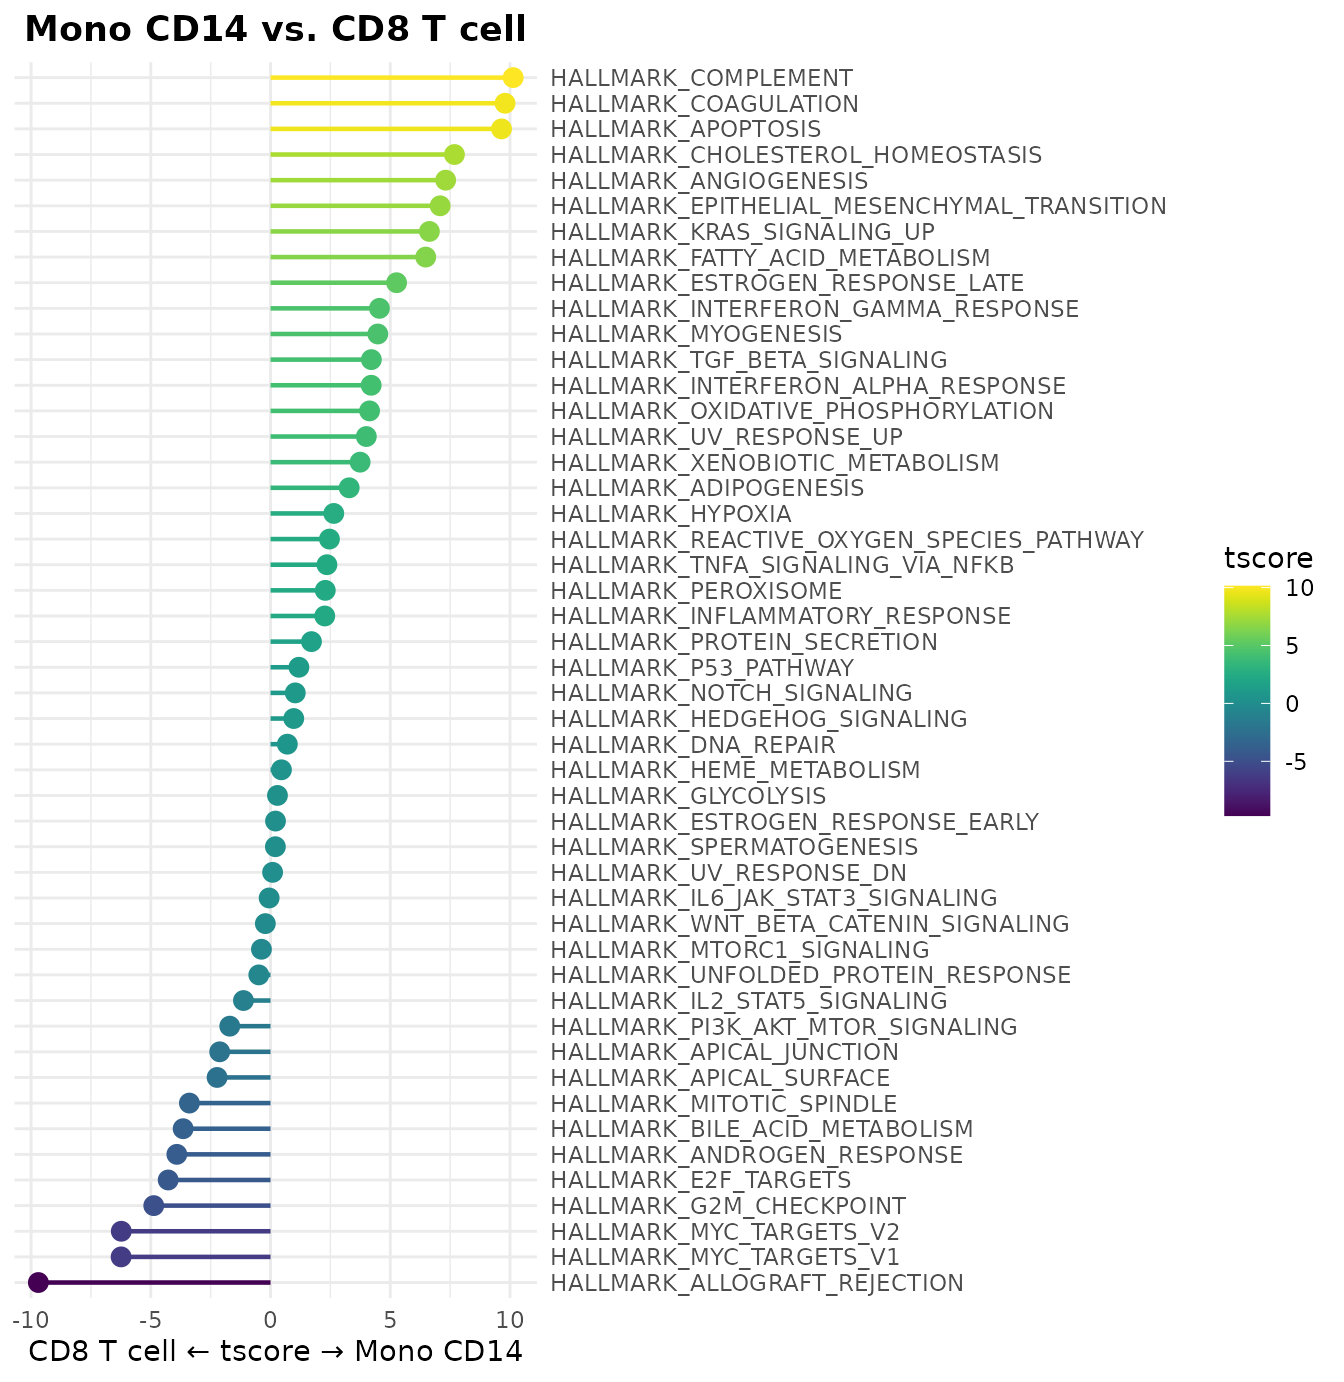 Mono CD14 vs. CD8 T cell
HALLMARK_COMPLEMENT
HALLMARK_COAGULATION
HALLMARK_APOPTOSIS
HALLMARK_CHOLESTEROL_HOMEOSTASIS
HALLMARK_ANGIOGENESIS
HALLMARK_EPITHELIAL_MESENCHYMAL_TRANSITION
HALLMARK_KRAS_SIGNALING_UP
HALLMARK_FATTY_ACID_METABOLISM
HALLMARK_ESTROGEN_RESPONSE_LATE
HALLMARK_INTERFERON_GAMMA_RESPONSE
HALLMARK_MYOGENESIS
HALLMARK_TGF_BETA_SIGNALING
HALLMARK_INTERFERON_ALPHA_RESPONSE
HALLMARK_OXIDATIVE_PHOSPHORYLATION
HALLMARK_UV_RESPONSE_UP
HALLMARK_XENOBIOTIC_METABOLISM
HALLMARK_ADIPOGENESIS
HALLMARK_HYPOXIA
HALLMARK_REACTIVE_OXYGEN_SPECIES_PATHWAY
HALLMARK_TNFA_SIGNALING_VIA_NFKB
HALLMARK_PEROXISOME
HALLMARK_INFLAMMATORY_RESPONSE
HALLMARK_PROTEIN_SECRETION
HALLMARK_P53_PATHWAY
HALLMARK_NOTCH_SIGNALING
HALLMARK_HEDGEHOG_SIGNALING
HALLMARK_DNA_REPAIR
HALLMARK_HEME_METABOLISM
HALLMARK_GLYCOLYSIS
HALLMARK_ESTROGEN_RESPONSE_EARLY
HALLMARK_SPERMATOGENESIS
HALLMARK_UV_RESPONSE_DN
HALLMARK_IL6_JAK_STAT3_SIGNALING
HALLMARK_WNT_BETA_CATENIN_SIGNALING
HALLMARK_MTORC1_SIGNALING
HALLMARK_UNFOLDED_PROTEIN_RESPONSE
HALLMARK_IL2_STAT5_SIGNALING
HALLMARK_PI3K_AKT_MTOR_SIGNALING
HALLMARK_APICAL_JUNCTION
HALLMARK_APICAL_SURFACE
HALLMARK_MITOTIC_SPINDLE
HALLMARK_BILE_ACID_METABOLISM
HALLMARK_ANDROGEN_RESPONSE
HALLMARK_E2F_TARGETS
HALLMARK_G2M_CHECKPOINT
HALLMARK_MYC_TARGETS_V2
HALLMARK_MYC_TARGETS_V1
HALLMARK_ALLOGRAFT_REJECTION
-10 -5 0 5 10
CD8 T cell ← tscore → Mono CD14
tscore
10
5
0
-5